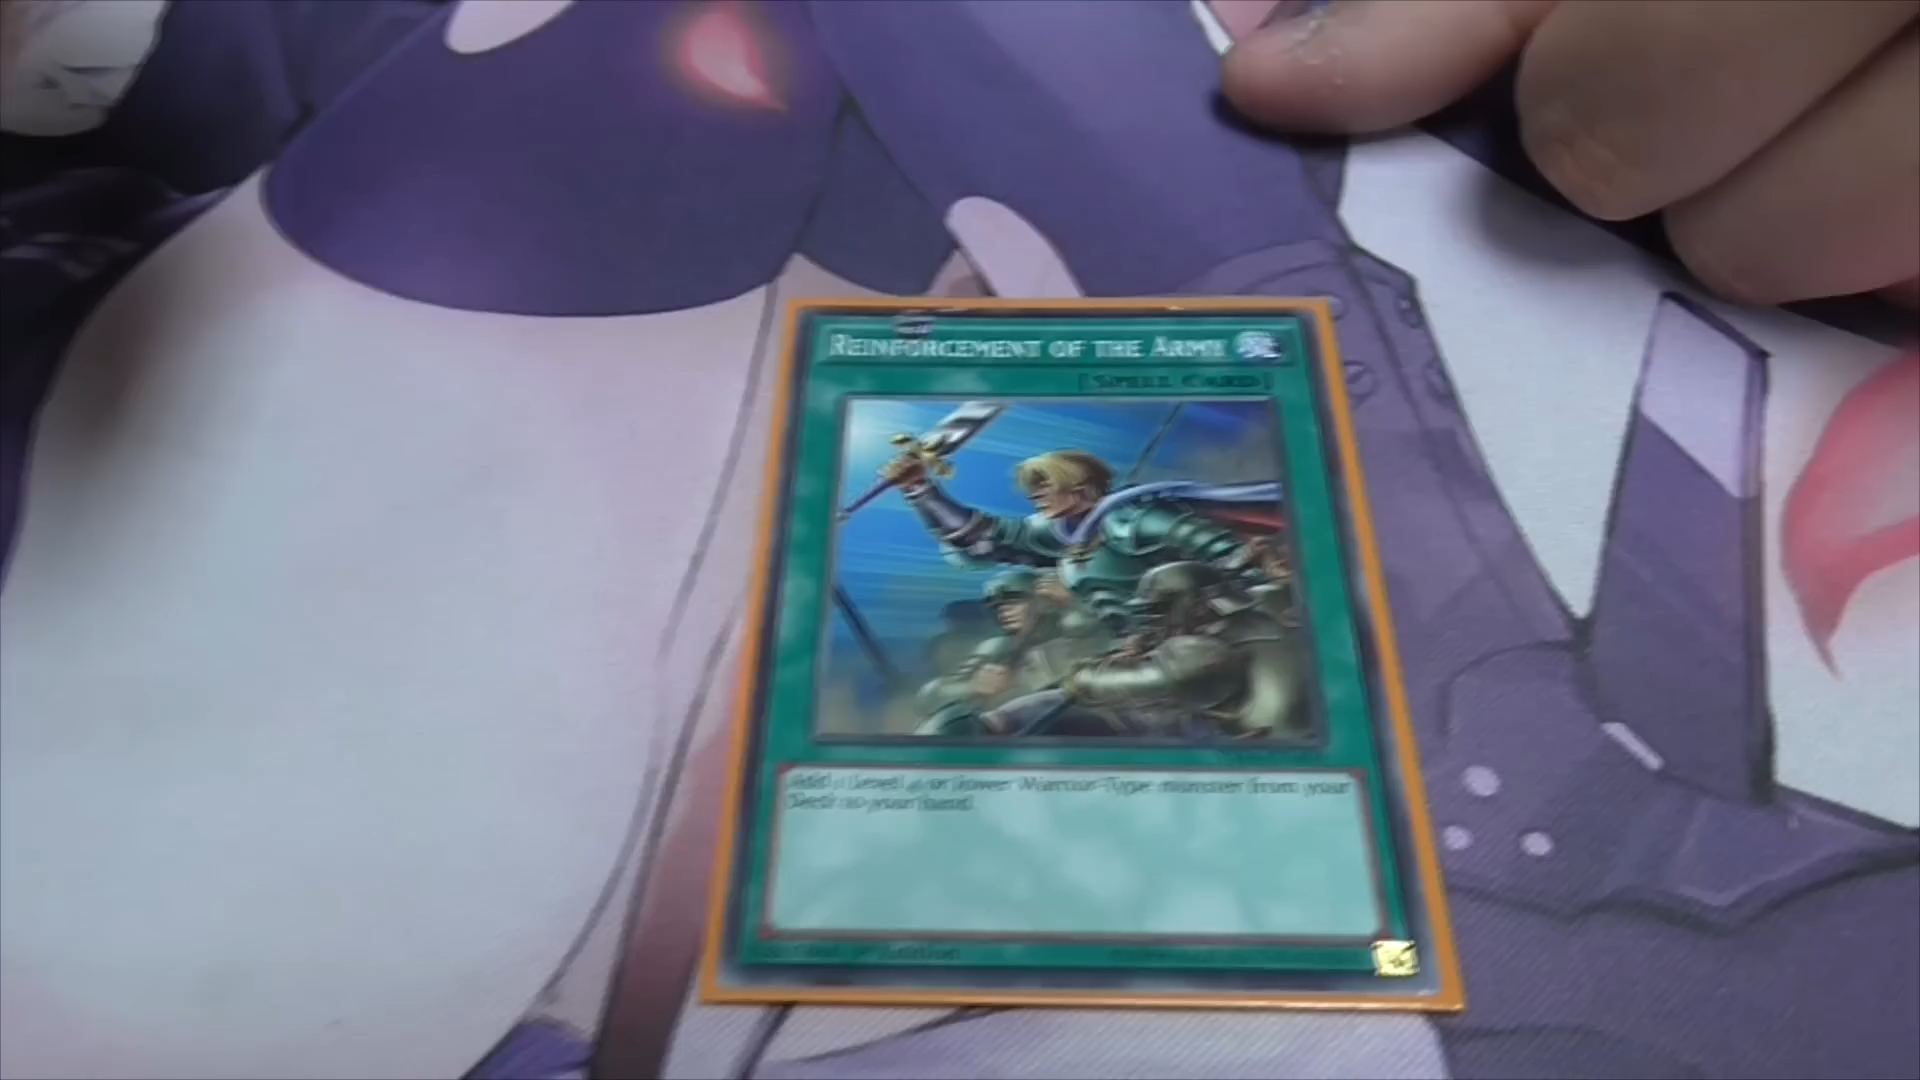 Reinforcement of the Army
[Spell Card]
Add 1 Level 4 or lower Warrior-Type monster from your
Deck to your hand.
Edition